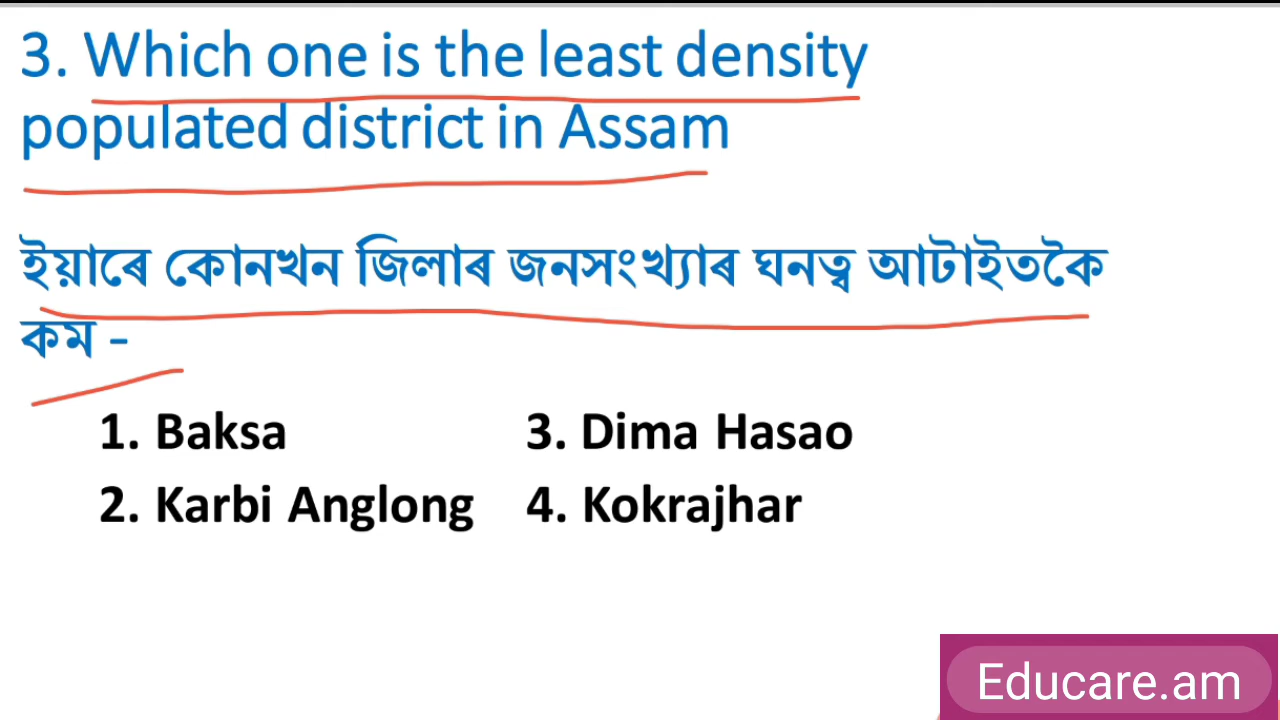 3. Which one is the least density
populated district in Assam
ইয়াৰে কোনখন জিলাৰ জনসংখ্যাৰ ঘনত্ব আটাইতকৈ
কম -
1. Baksa 3. Dima Hasao
2. Karbi Anglong 4. Kokrajhar
Educare.am